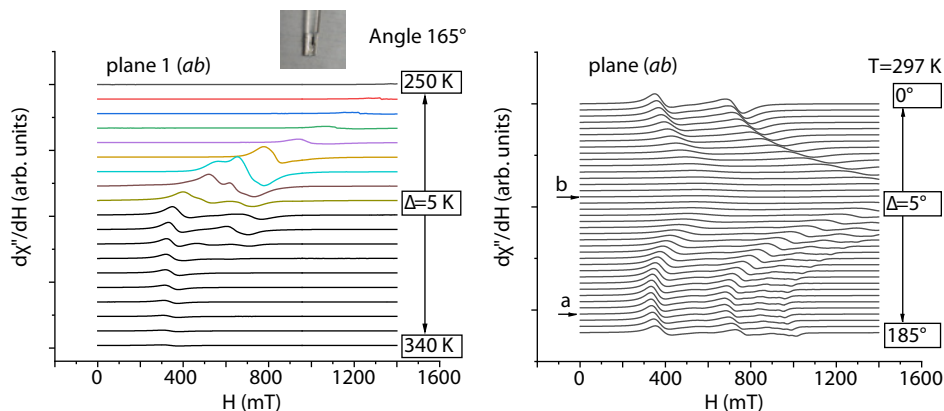 Angle 165°
plane 1 (ab)
250 K
Δ=5 K
340 K
dχ"/dH (arb. units)
0 400 800 1200 1600
H (mT)
plane (ab)
T=297 K
0°
b
Δ=5°
a
185°
dχ"/dH (arb. units)
0 400 800 1200 1600
H (mT)